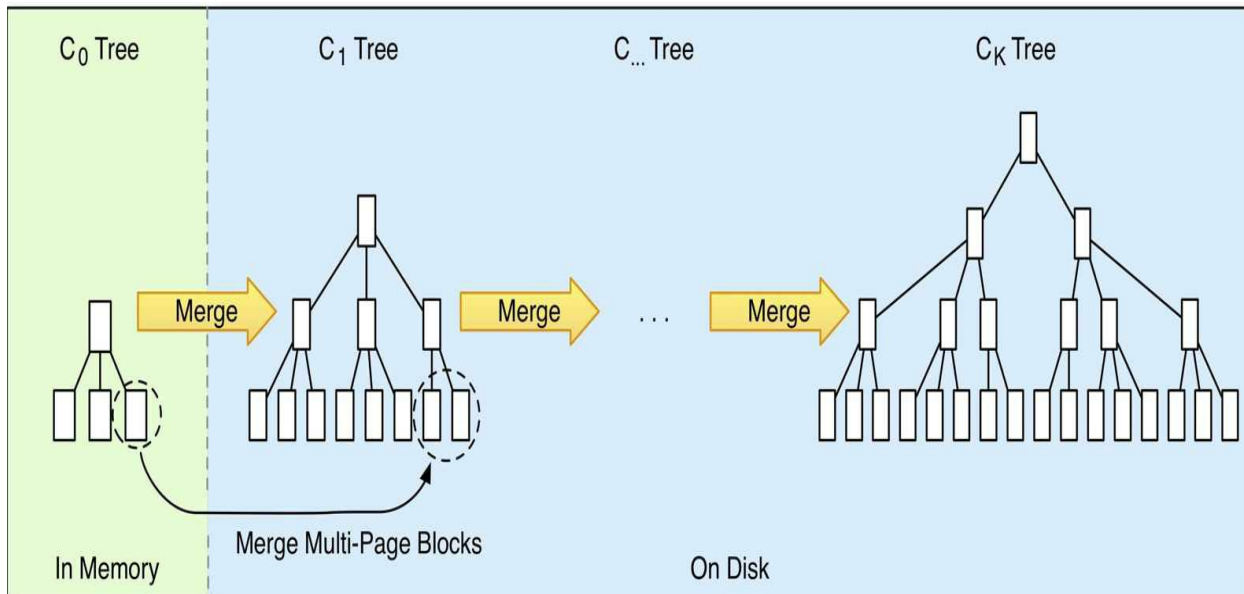 C0 Tree
C1 Tree
C... Tree
CK Tree
Merge
Merge
. . .
Merge
Merge Multi-Page Blocks
In Memory
On Disk